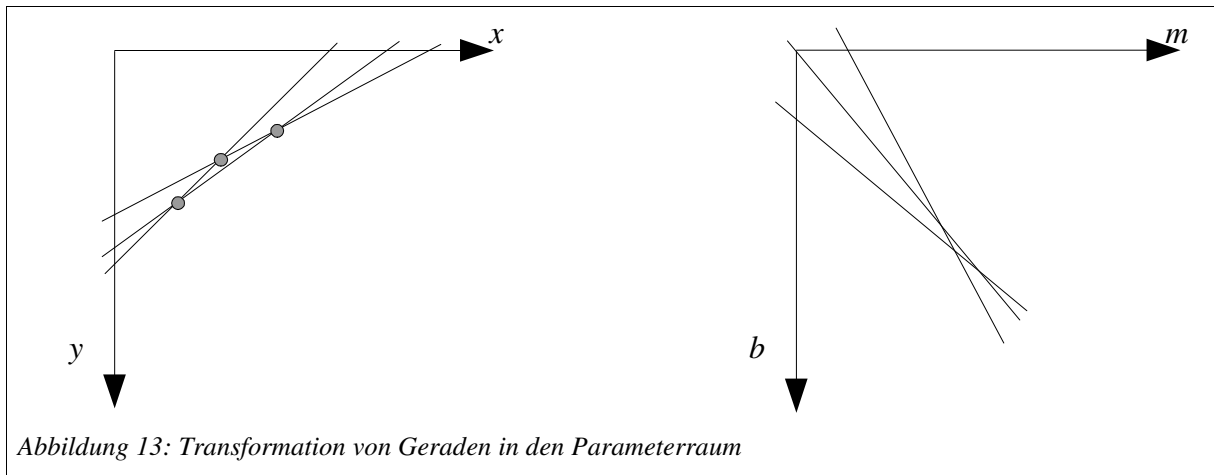 x
m
y
b
Abbildung 13: Transformation von Geraden in den Parameterraum